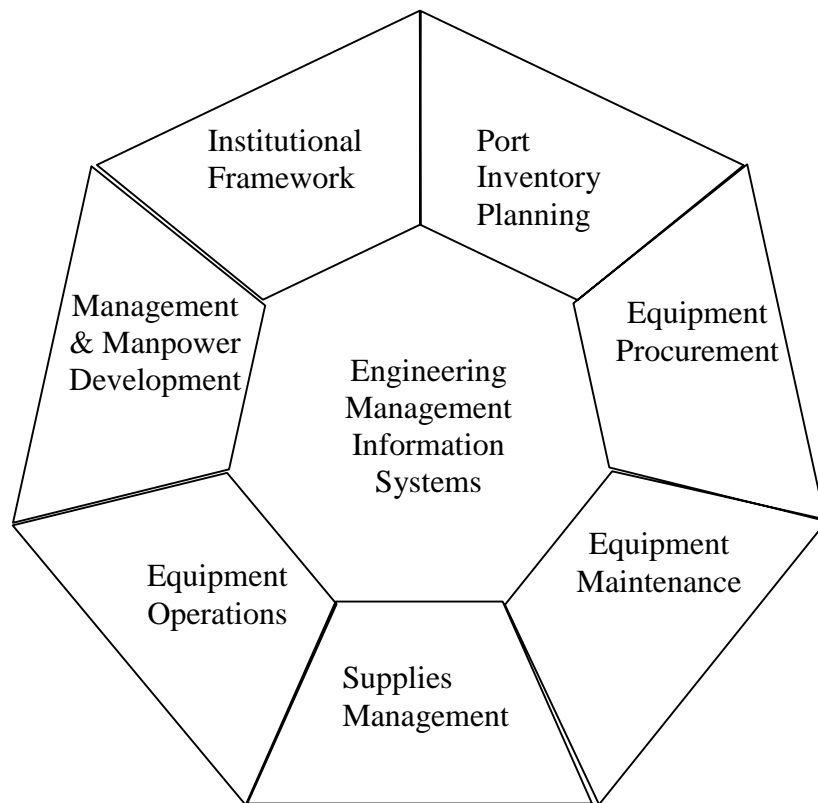 Institutional
Framework
Port
Inventory
Planning
Management
& Manpower
Development
Equipment
Procurement
Engineering
Management
Information
Systems
Equipment
Operations
Equipment
Maintenance
Supplies
Management